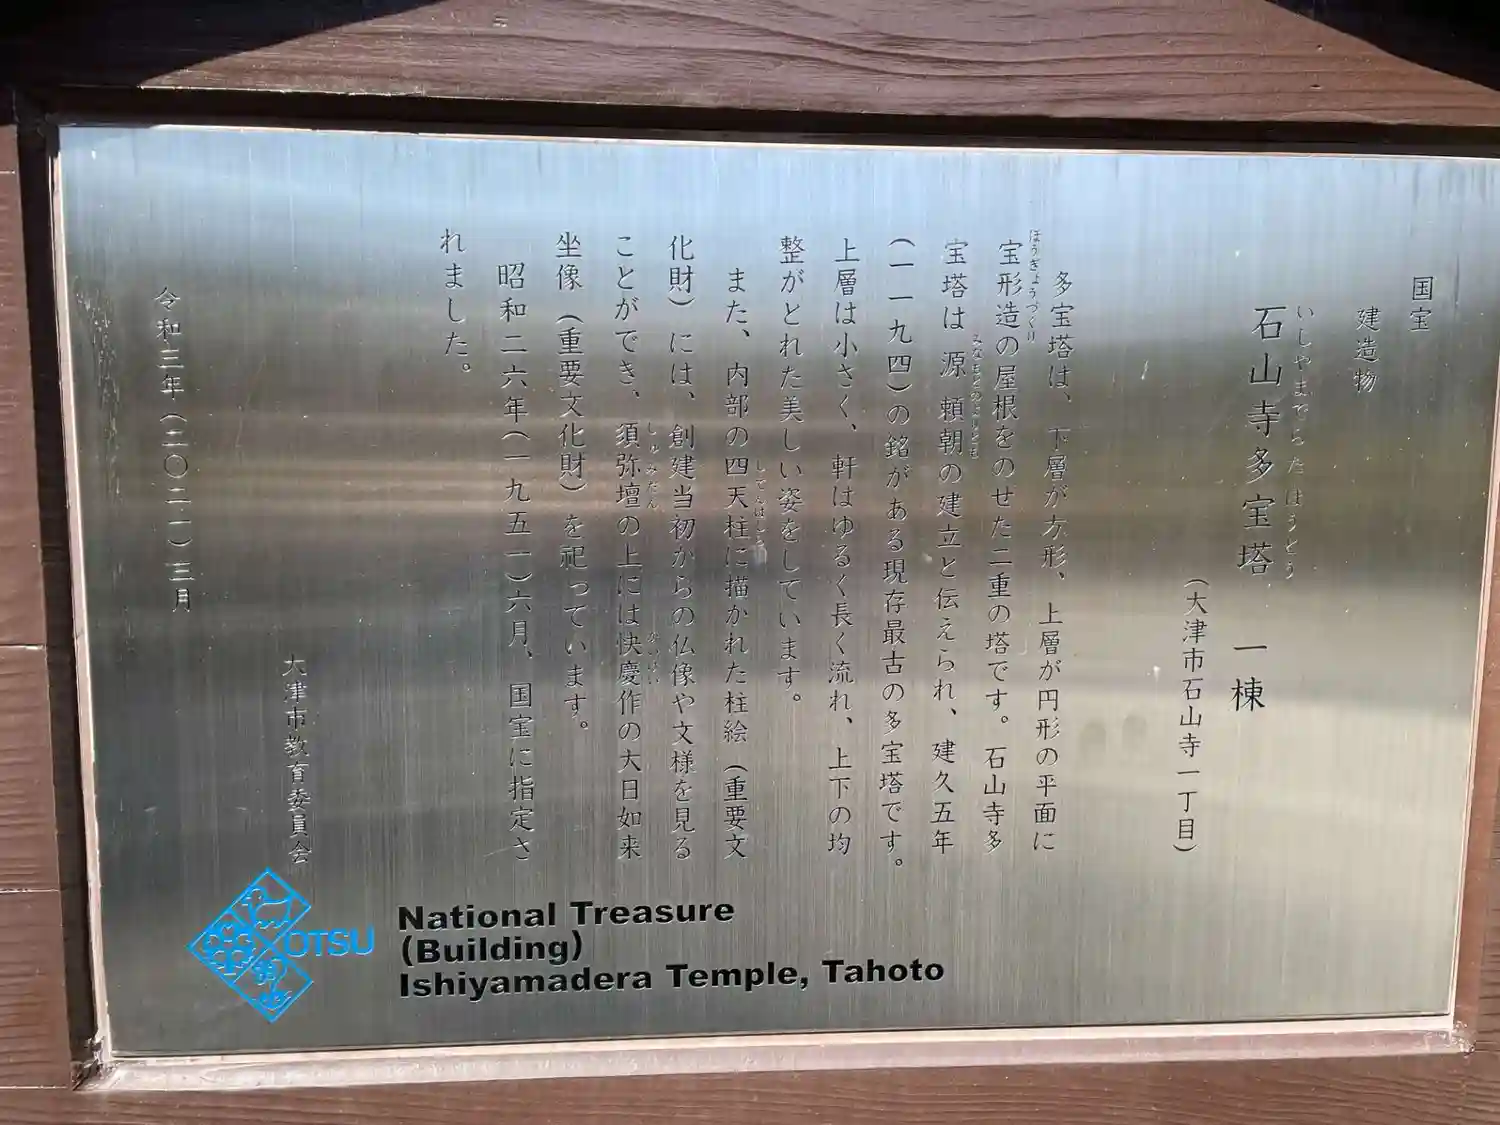 国宝
建造物
いしやまでらたほうとう
石山寺多宝塔 一棟
(大津市石山寺一丁目)
多宝塔は、下層が方形、上層が円形の平面に
ほうぎょうづくり
宝形造の屋根をのせた二重の塔です。石山寺多
みなもとのよりとも
宝塔は源頼朝の建立と伝えられ、建久五年
(一一九四)の銘がある現存最古の多宝塔です。
上層は小さく、軒はゆるく長く流れ、上下の均
整がとれた美しい姿をしています。
してんばしら
また、内部の四天柱に描かれた柱絵(重要文
化財)には、創建当初からの仏像や文様を見る
しゅみだん かいけい
ことができ、須弥壇の上には快慶作の大日如来
坐像(重要文化財)を祀っています。
昭和二六年(一九五一)六月、国宝に指定さ
れました。
大津市教育委員会
令和三年(二〇二一)三月
OTSU
National Treasure
(Building)
Ishiyamadera Temple, Tahoto